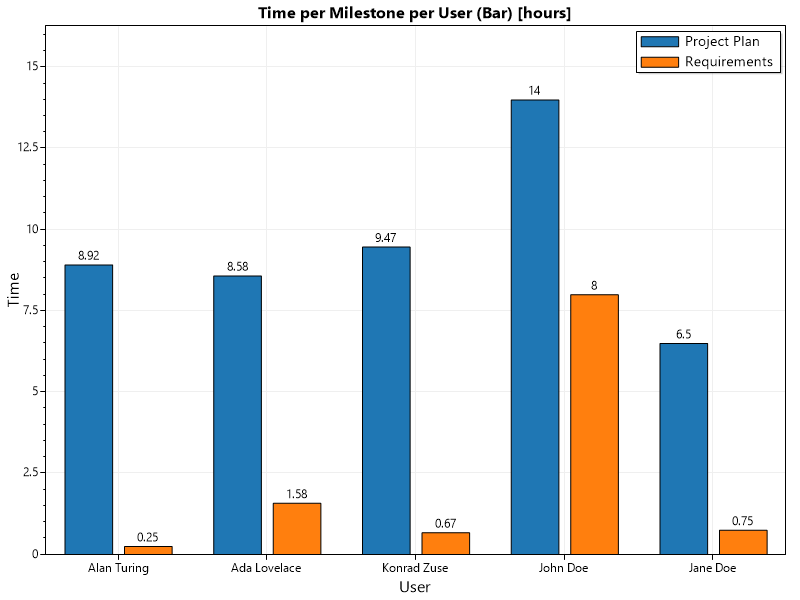 Time per Milestone per User (Bar) [hours]
Project Plan
Requirements
15
12.5
10
7.5
5
2.5
0
Time
8.92
0.25
8.58
1.58
9.47
0.67
14
8
6.5
0.75
Alan Turing
Ada Lovelace
Konrad Zuse
John Doe
Jane Doe
User